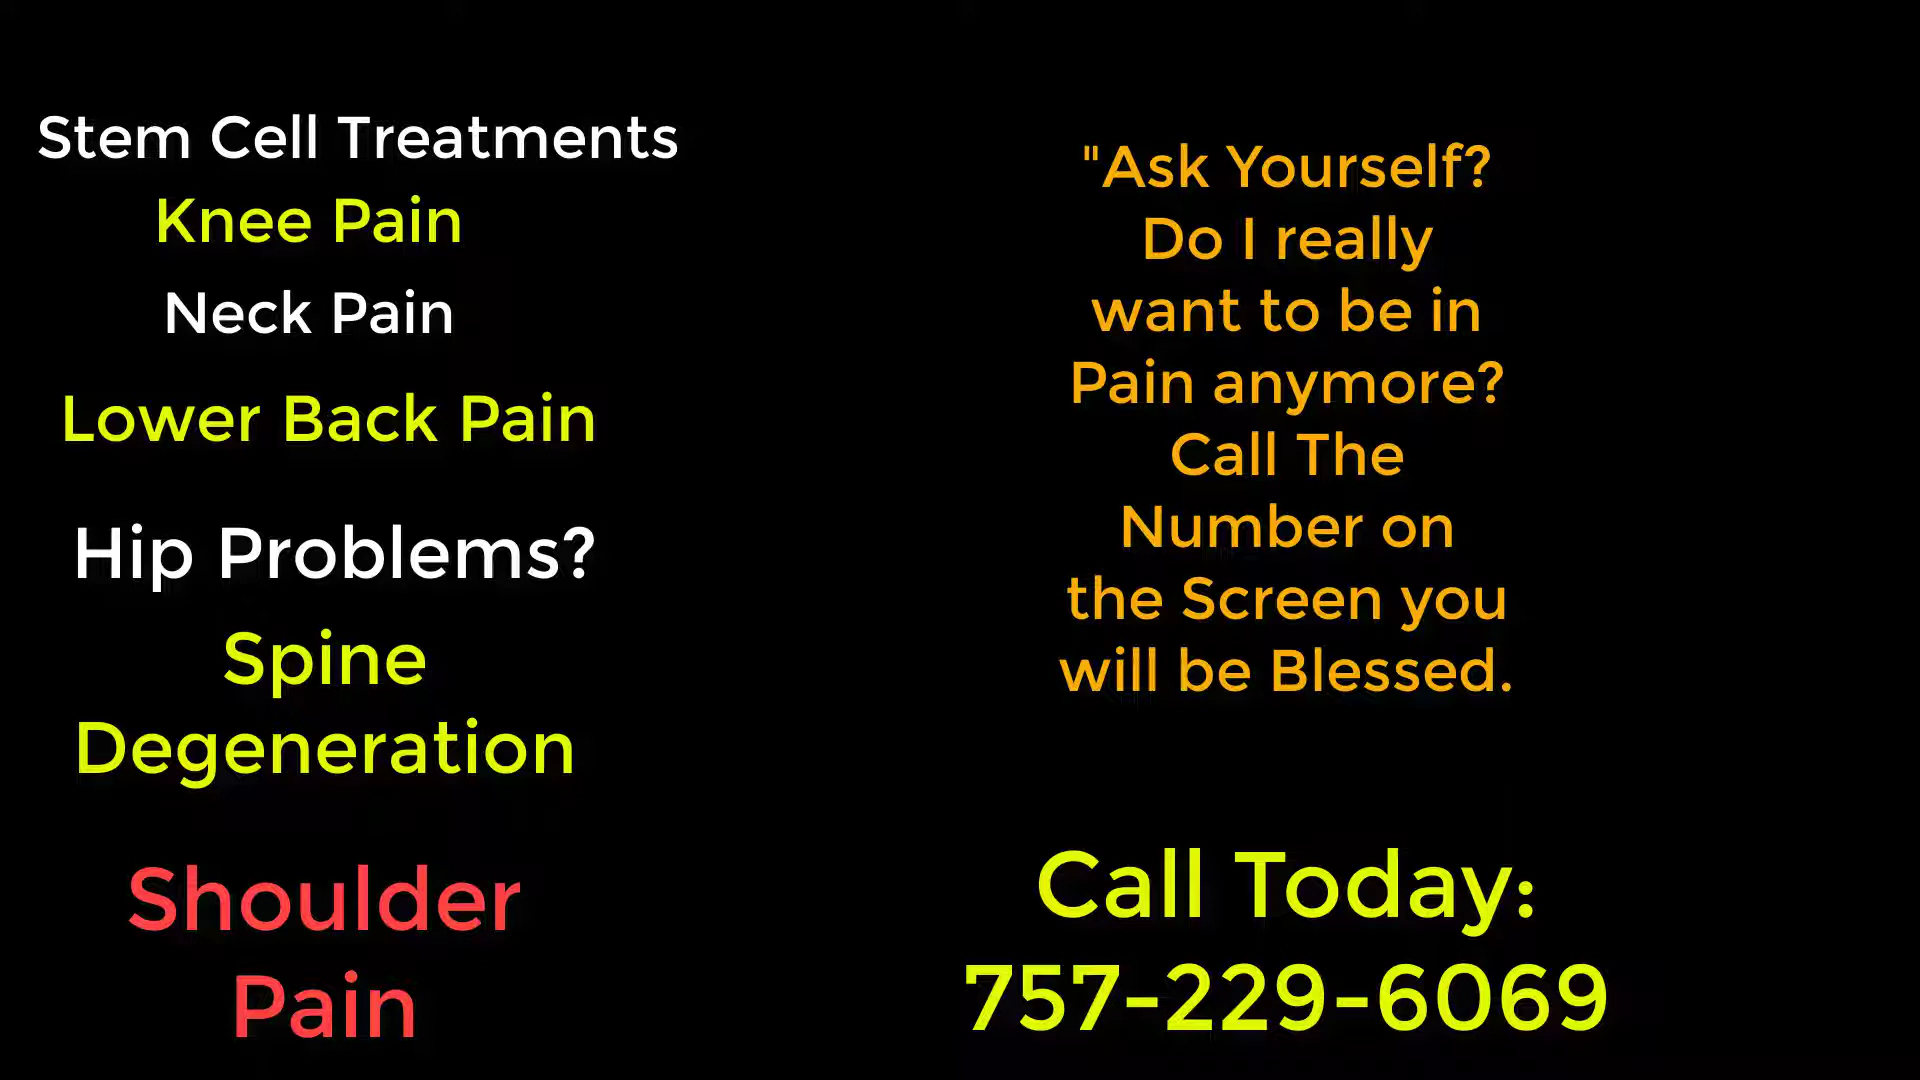 Stem Cell Treatments
Knee Pain
Neck Pain
Lower Back Pain
Hip Problems?
Spine
Degeneration
Shoulder
Pain
"Ask Yourself?
Do I really
want to be in
Pain anymore?
Call The
Number on
the Screen you
will be Blessed.
Call Today:
757-229-6069